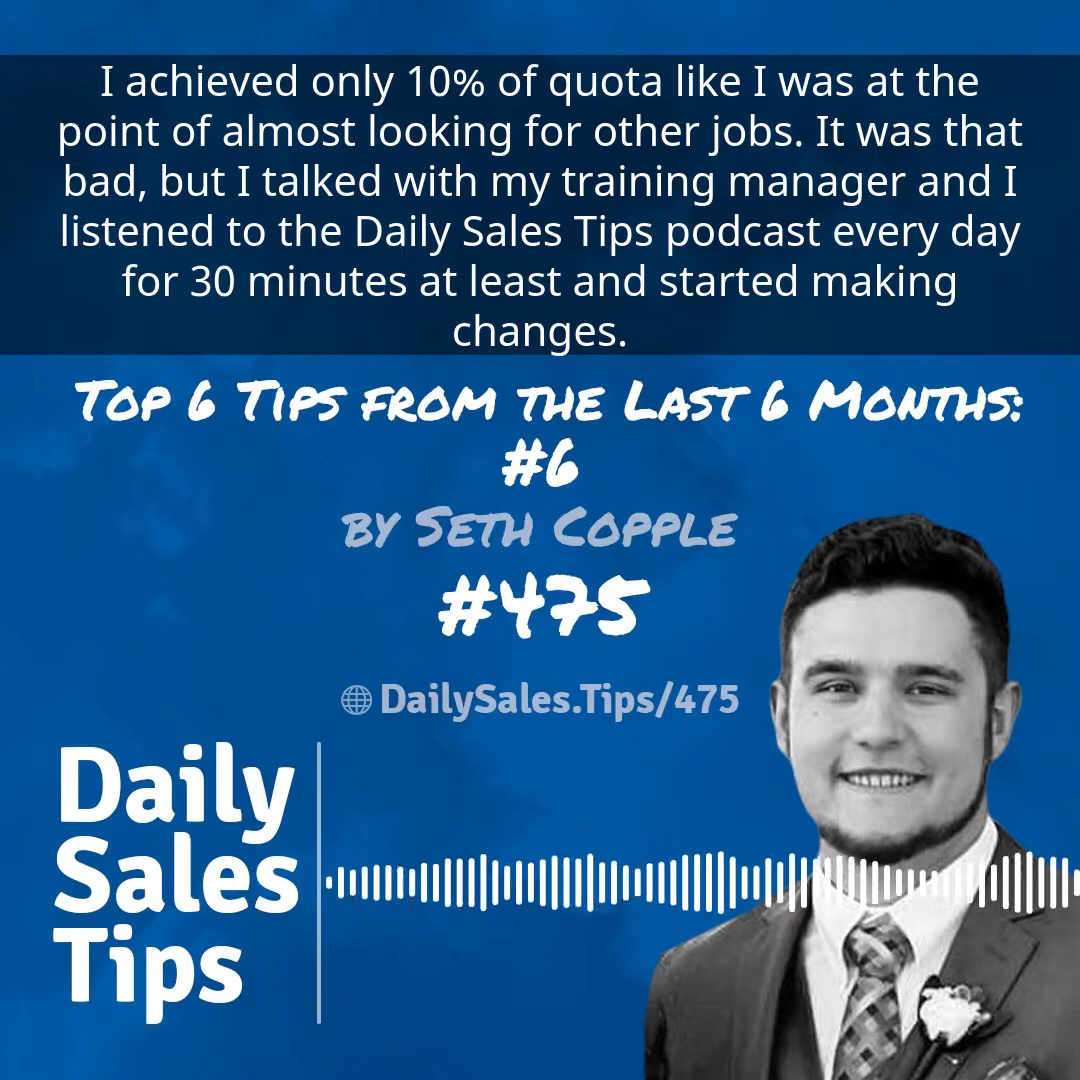 I achieved only 10% of quota like I was at the
point of almost looking for other jobs. It was that
bad, but I talked with my training manager and I
listened to the Daily Sales Tips podcast every day
for 30 minutes at least and started making
changes.
Top 6 Tips from the Last 6 Months:
#6
by Seth Copple
#475
DailySales.Tips/475
Daily
Sales
Tips